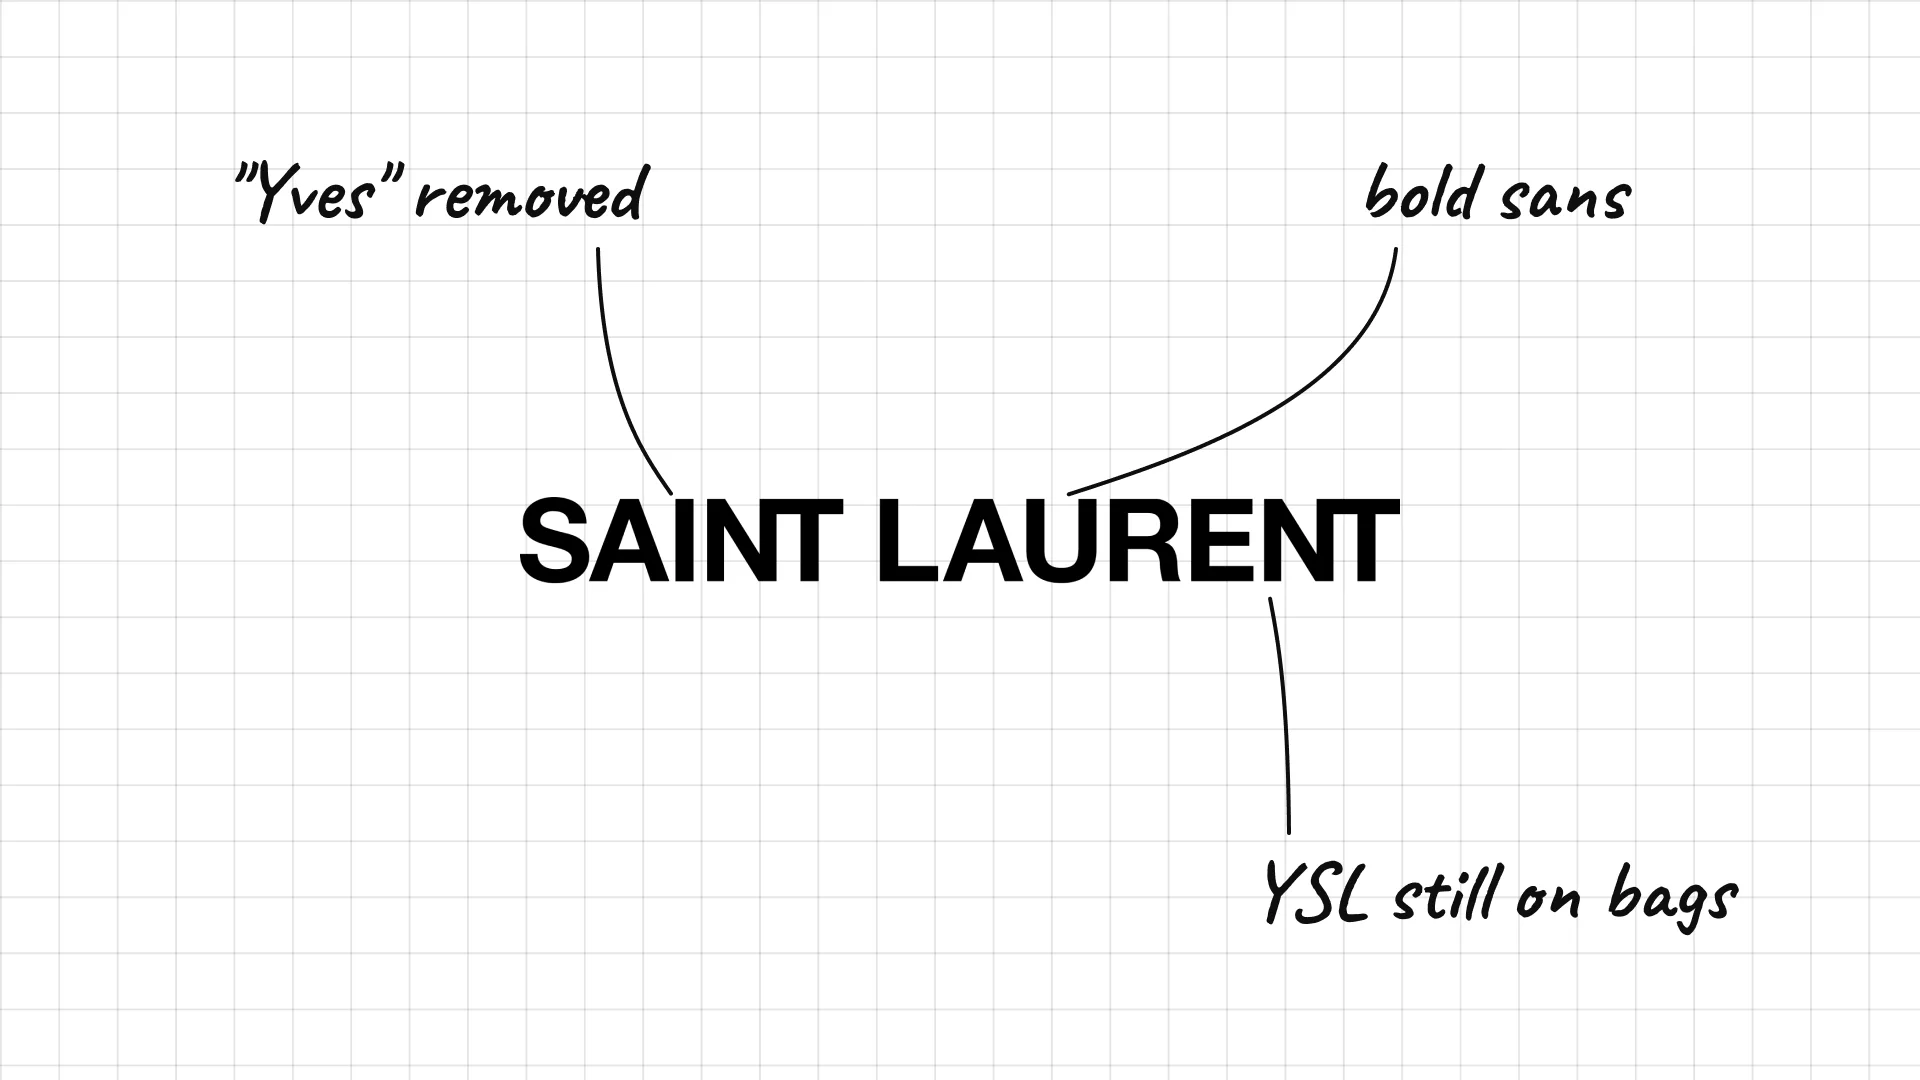 "Yves" removed
bold sans
SAINT LAURENT
YSL still on bags